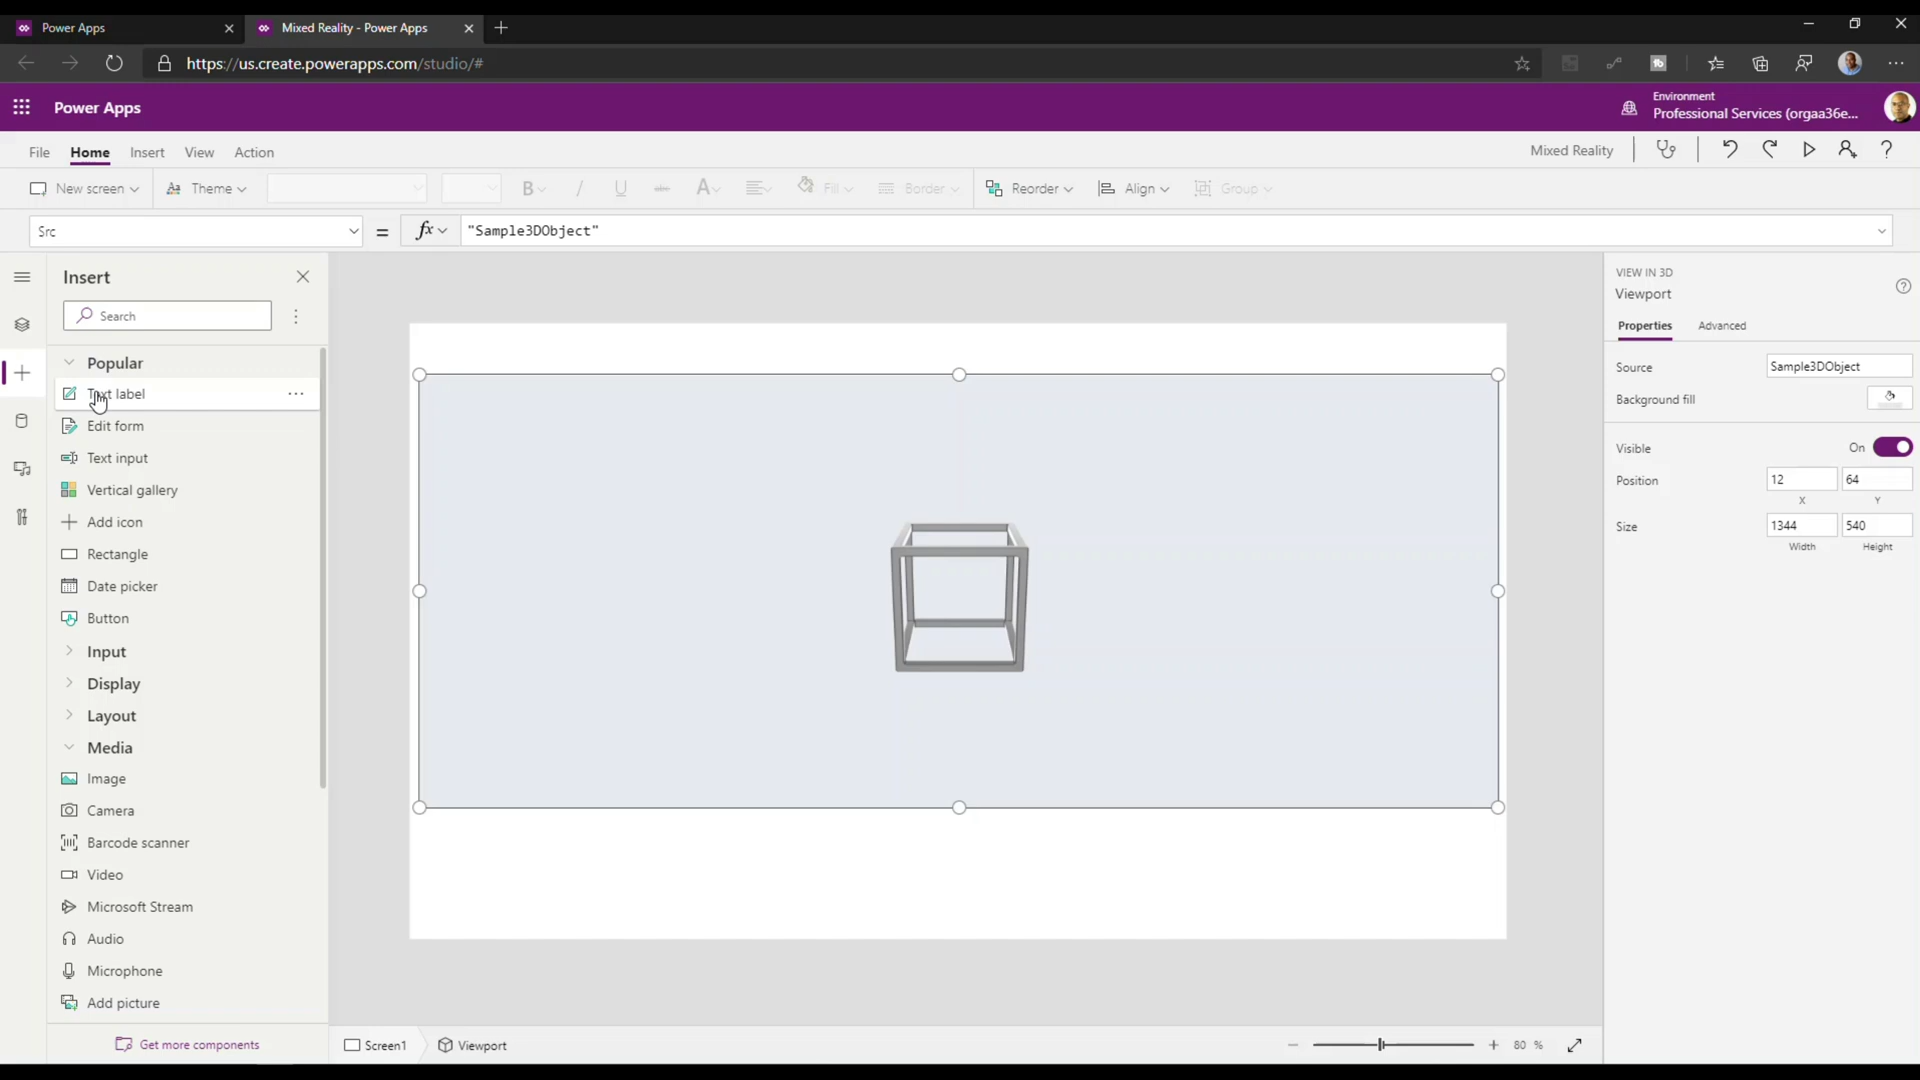 Power Apps
Mixed Reality - Power Apps
https://us.create.powerapps.com/studio/#
Power Apps
Environment
Professional Services (orgaa36e...
File Home Insert View Action
Mixed Reality
New screen
Theme
B
I
U
abc
A
Fill
Border
Reorder
Align
Group
Src
=
fx
"Sample3DObject"
Insert
Search
Popular
Text label
Edit form
Text input
Vertical gallery
Add icon
Rectangle
Date picker
Button
Input
Display
Layout
Media
Image
Camera
Barcode scanner
Video
Microsoft Stream
Audio
Microphone
Add picture
Get more components
Screen1
Viewport
80 %
VIEW IN 3D
Viewport
Properties Advanced
Source Sample3DObject
Background fill
Visible On
Position 12 64
X Y
Size 1344 540
Width Height